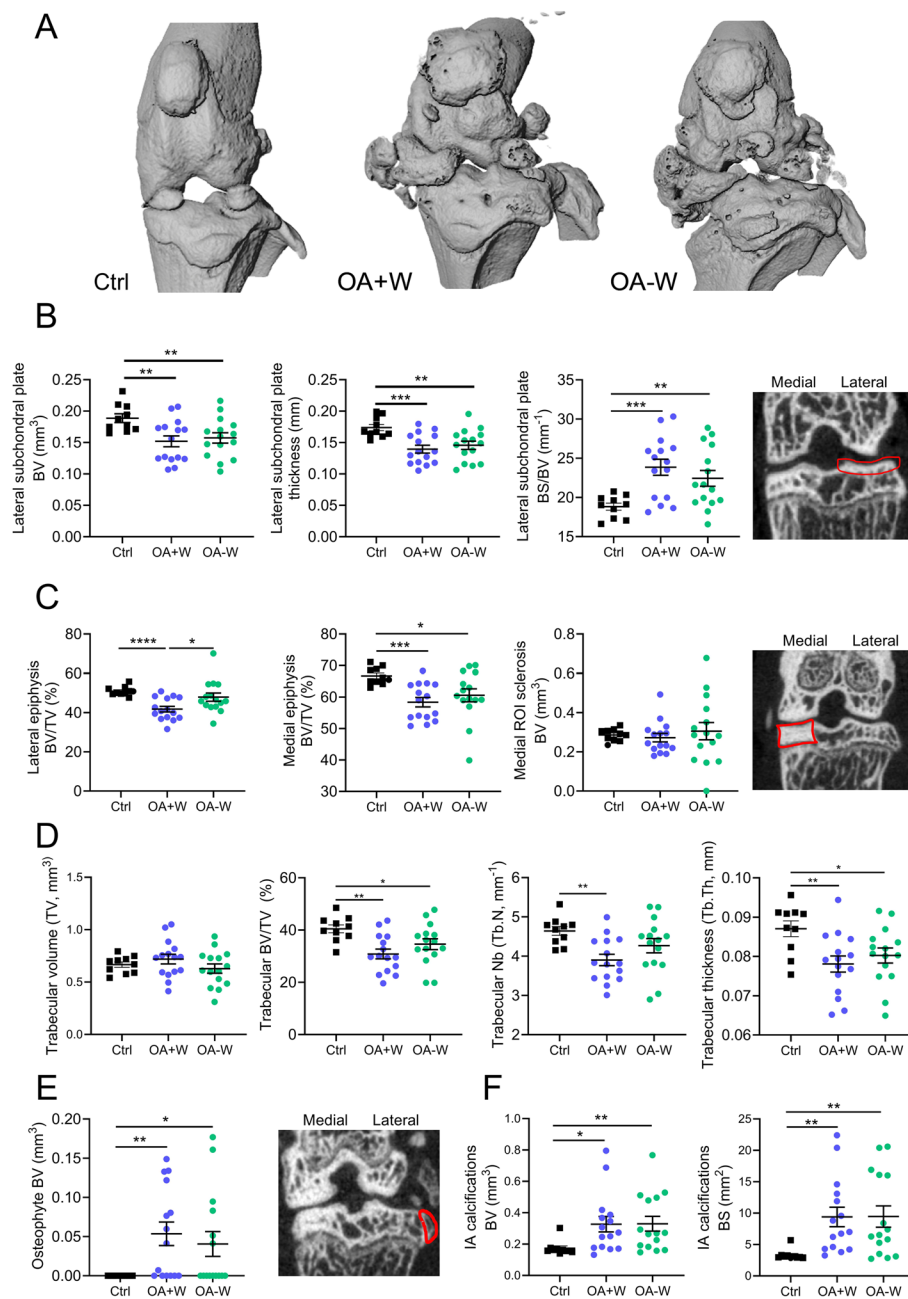 A
Ctrl
OA+W
OA-W
B
Lateral subchondral plate
BV (mm³)
0.25
0.20
0.15
0.10
0.05
0.00
**
**
Ctrl
OA+W
OA-W
Lateral subchondral plate
thickness (mm)
0.25
0.20
0.15
0.10
0.05
0.00
**
***
Ctrl
OA+W
OA-W
Lateral subchondral plate
BS/BV (mm⁻¹)
35
30
25
20
15
**
***
Ctrl
OA+W
OA-W
Medial Lateral
C
Lateral epiphysis
BV/TV (%)
80
60
40
20
0
**** *
Ctrl
OA+W
OA-W
Medial epiphysis
BV/TV (%)
80
70
60
50
40
30
*
***
Ctrl
OA+W
OA-W
Medial ROI sclerosis
BV (mm³)
0.8
0.6
0.4
0.2
0.0
Ctrl
OA+W
OA-W
Medial Lateral
D
Trabecular volume (TV, mm³)
1.5
1.0
0.5
0.0
Ctrl
OA+W
OA-W
Trabecular BV/TV (%)
60
40
20
0
*
**
Ctrl
OA+W
OA-W
Trabecular Nb (Tb.N, mm⁻¹)
6
5
4
3
2
**
Ctrl
OA+W
OA-W
Trabecular thickness (Tb.Th, mm)
0.10
0.09
0.08
0.07
0.06
*
**
Ctrl
OA+W
OA-W
E
Osteophyte BV (mm³)
0.20
0.15
0.10
0.05
0.00
*
**
Ctrl
OA+W
OA-W
Medial Lateral
F
IA calcifications
BV (mm³)
1.0
0.8
0.6
0.4
0.2
0.0
**
*
Ctrl
OA+W
OA-W
IA calcifications
BS (mm²)
25
20
15
10
5
0
**
**
Ctrl
OA+W
OA-W